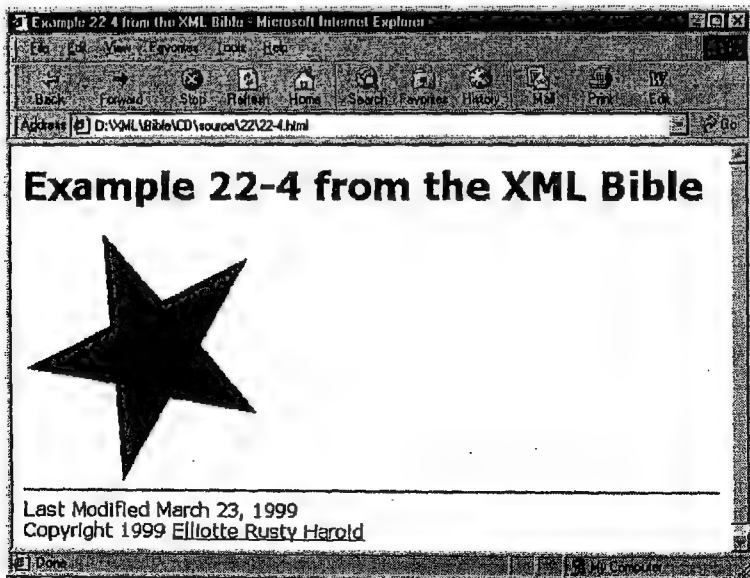 Example 22-4 from the XML Bible - Microsoft Internet Explorer
File Edit View Favorites Tools Help
Back Forward Stop Refresh Home Search Favorites History Mail Print Edit
Address D:\XML\Bible\CD\source\22\22-4.html Go
Example 22-4 from the XML Bible
Last Modified March 23, 1999
Copyright 1999 Elliotte Rusty Harold
Done My Computer